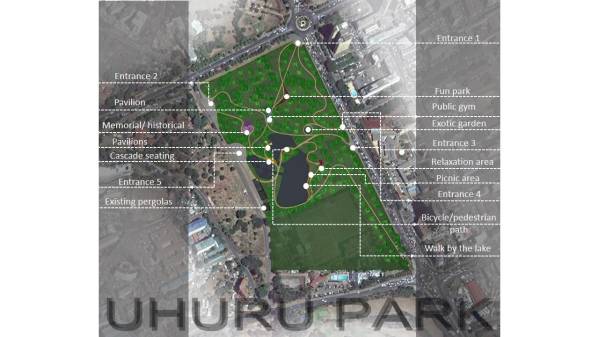 Entrance 1
Entrance 2
Fun park
Pavilion
Public gym
Memorial/ historical
Exotic garden
Pavilions
Entrance 3
Cascade seating
Relaxation area
Picnic area
Entrance 5
Entrance 4
Existing pergolas
Bicycle/pedestrian
path
Walk by the lake
UHURU PARK